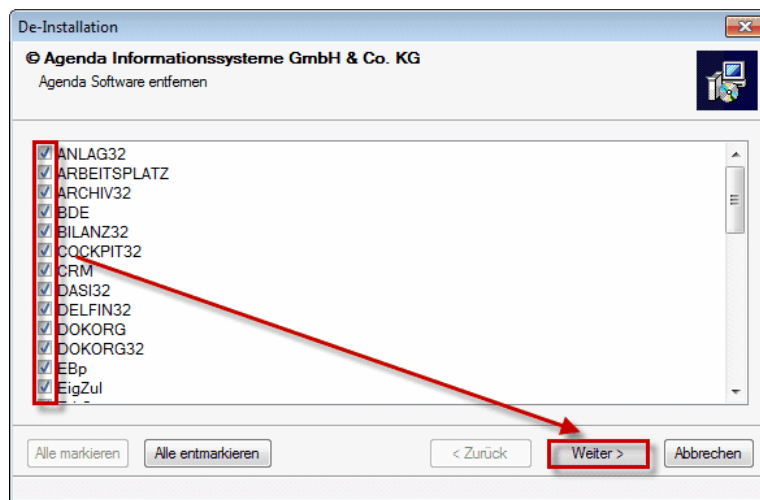 De-Installation
© Agenda Informationssysteme GmbH & Co. KG
Agenda Software entfernen
ANLAG32
ARBEITSPLATZ
ARCHIV32
BDE
BILANZ32
COCKPIT32
CRM
DASI32
DELFIN32
DOKORG
DOKORG32
EBp
EigZul
Alle markieren Alle entmarkieren < Zurück Weiter > Abbrechen